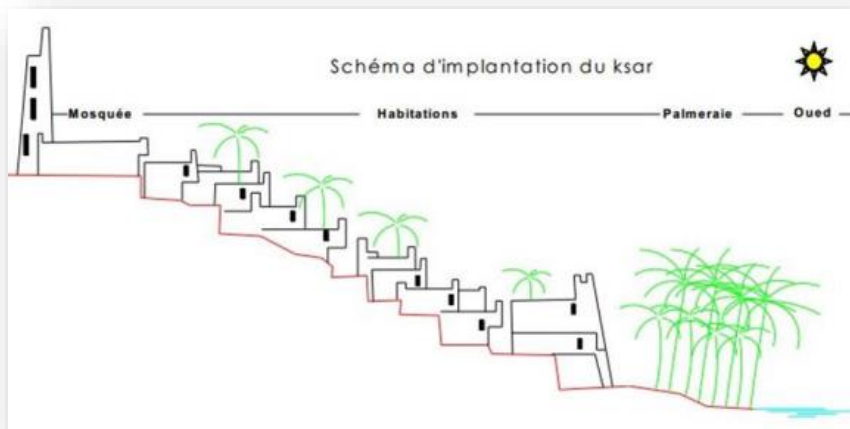 Schéma d'implantation du ksar
Mosquée Habitations Palmeraie Oued